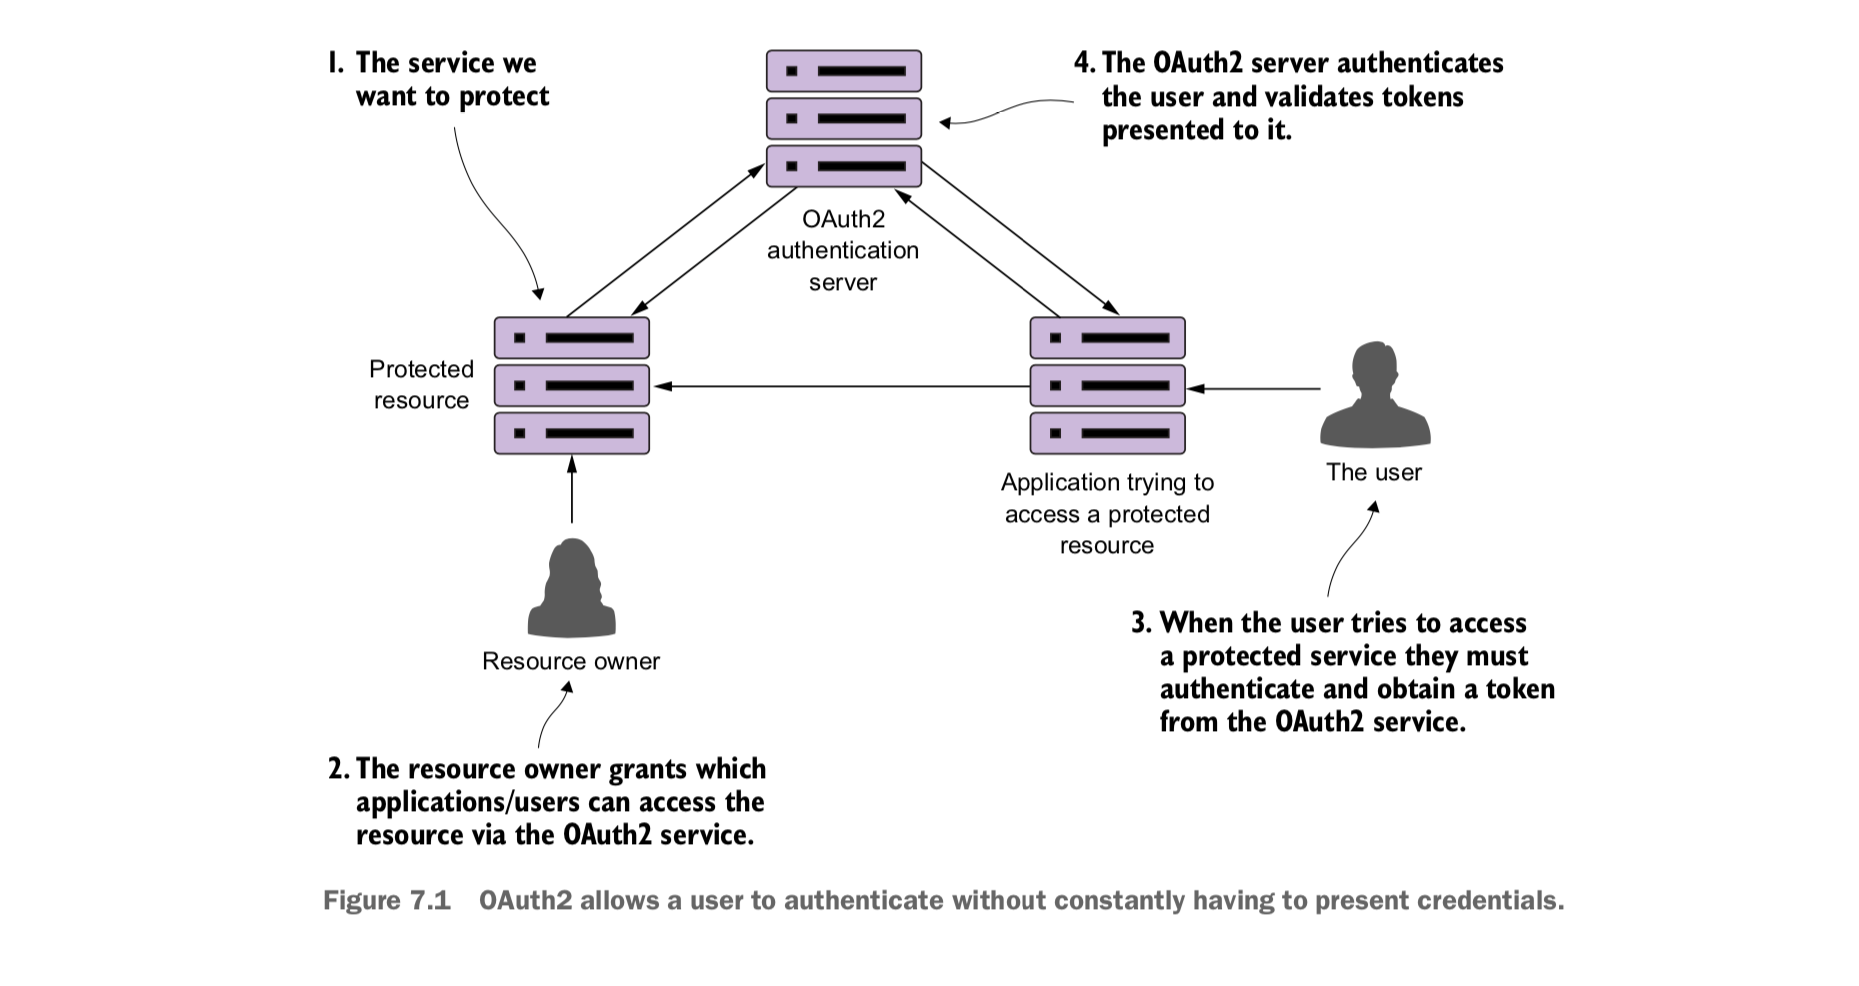 1. The service we
want to protect
4. The OAuth2 server authenticates
the user and validates tokens
presented to it.
OAuth2
authentication
server
Protected
resource
Application trying to
access a protected
resource
The user
Resource owner
3. When the user tries to access
a protected service they must
authenticate and obtain a token
from the OAuth2 service.
2. The resource owner grants which
applications/users can access the
resource via the OAuth2 service.
Figure 7.1 OAuth2 allows a user to authenticate without constantly having to present credentials.